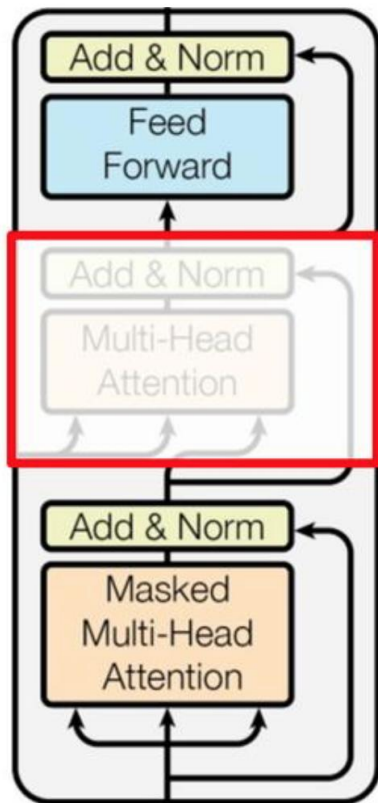 Add & Norm
Feed
Forward
Add & Norm
Multi-Head
Attention
Add & Norm
Masked
Multi-Head
Attention